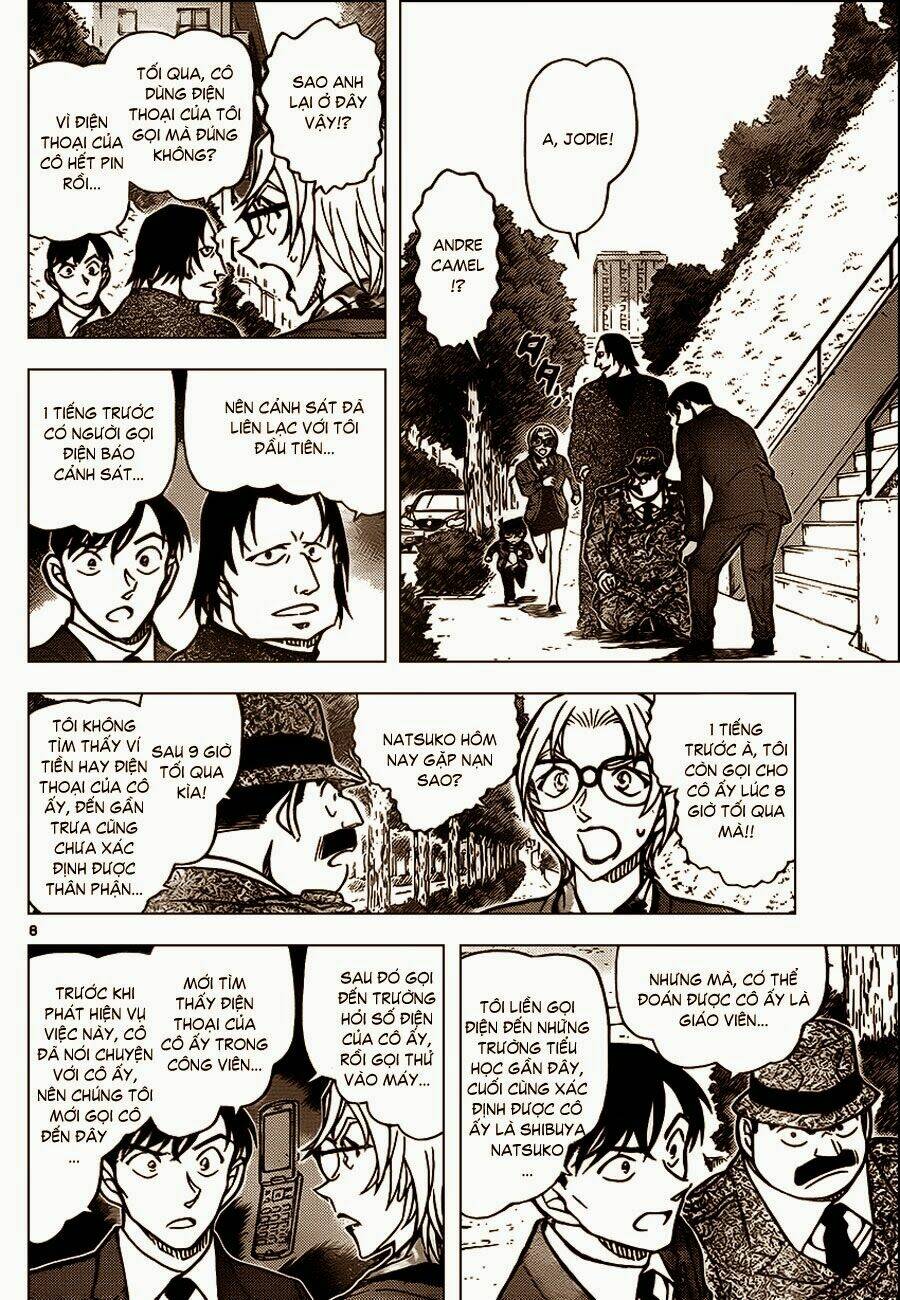 A, JODIE!
ANDRE
CAMEL
!?
タタ
SAO ANH
LẠI Ở ĐÂY
VẬY!?
TỐI QUA, CÔ
DÙNG ĐIỆN
THOẠI CỦA TÔI
GỌI MÀ ĐÚNG
KHÔNG?
VÌ ĐIỆN
THOẠI CỦA
CÔ HẾT PIN
RỒI...
NÊN CẢNH SÁT ĐÃ
LIÊN LẠC VỚI TÔI
ĐẦU TIÊN
1 TIẾNG TRƯỚC
CÓ NGƯỜI GỌI
ĐIỆN BÁO
CẢNH SÁT...
1 TIẾNG
TRƯỚC À, TÔI
CÒN GỌI CHO
CÔ ẤY LÚC 8
GIỜ TỐI QUA
MÀ!!
NATSUKO HÔM
NAY GẶP NẠN
SAO?
SAU 9 GIỜ
TỐI QUA
KÌA!
TÔI KHÔNG
TÌM THẤY VÍ
TIỀN HAY ĐIỆN
THOẠI CỦA CÔ
ẤY, ĐẾN GẦN
TRƯA CŨNG
CHƯA XÁC
ĐỊNH ĐƯỢC
THÂN PHẬN...
8
NHƯNG MÀ, CÓ THỂ
ĐOÁN ĐƯỢC CÔ ẤY LÀ
GIÁO VIÊN...
TÔI LIỀN GỌI
ĐIỆN ĐẾN NHỮNG
TRƯỜNG TIỂU
HỌC GẦN ĐÂY,
CUỐI CÙNG XÁC
ĐỊNH ĐƯỢC CÔ
ẤY LÀ SHIBUYA
NATSUKO
...
SAU ĐÓ GỌI
ĐẾN TRƯỜNG
HỎI SỐ ĐIỆN
CỦA CÔ ẤY,
RỒI GỌI THỬ
VÀO MÁY...
MỚI TÌM
THẤY ĐIỆN
THOẠI CỦA
CÔ ẤY TRONG
CÔNG VIÊN...
TRƯỚC KHI
PHÁT HIỆN VỤ
VIỆC NÀY, CÔ
ĐÃ NÓI CHUYỆN
VỚI CÔ ẤY,
NÊN CHÚNG TÔI
MỚI GỌI CÔ
ĐẾN ĐÂY
...